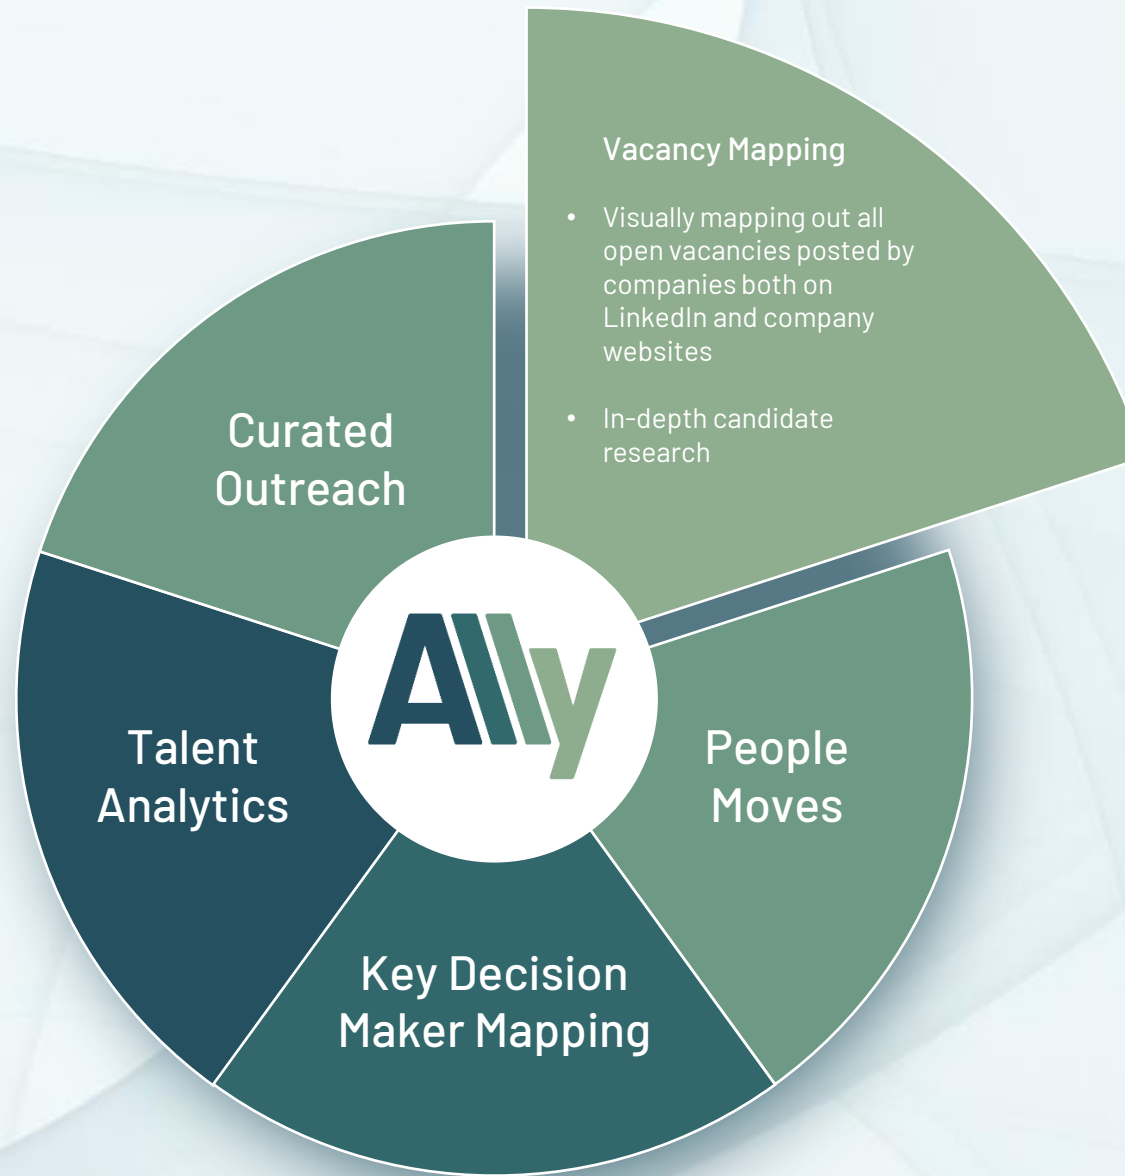 Vacancy Mapping
• Visually mapping out all
open vacancies posted by
companies both on
LinkedIn and company
websites
• In-depth candidate
research
Curated
Outreach
Ally
Talent
Analytics
People
Moves
Key Decision
Maker Mapping